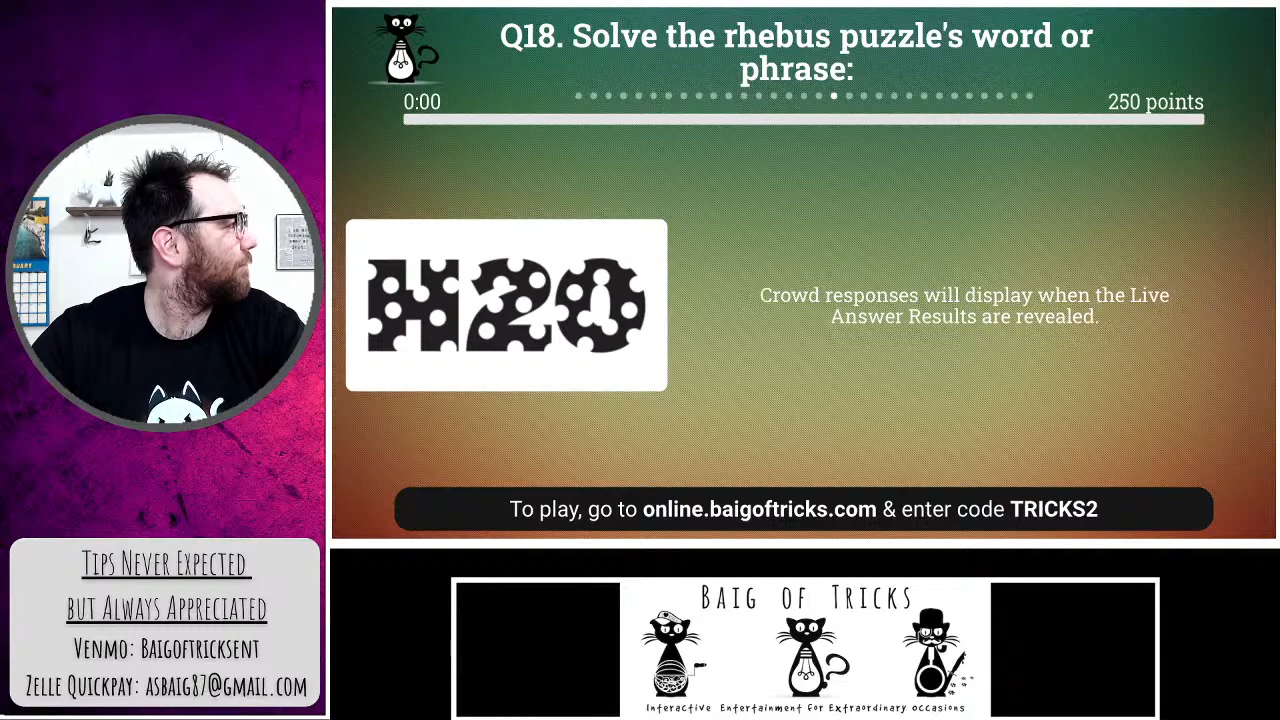 Q18. Solve the rhebus puzzle's word or
phrase:
0:00
250 points
H2O
Crowd responses will display when the Live
Answer Results are revealed.
To play, go to online.baigoftricks.com & enter code TRICKS2
Tips Never Expected
but Always Appreciated
Venmo: Baigoftricksent
Zelle Quickpay: asbaig87@gmail.com
Baig of Tricks
Interactive Entertainment for Extraordinary Occasions